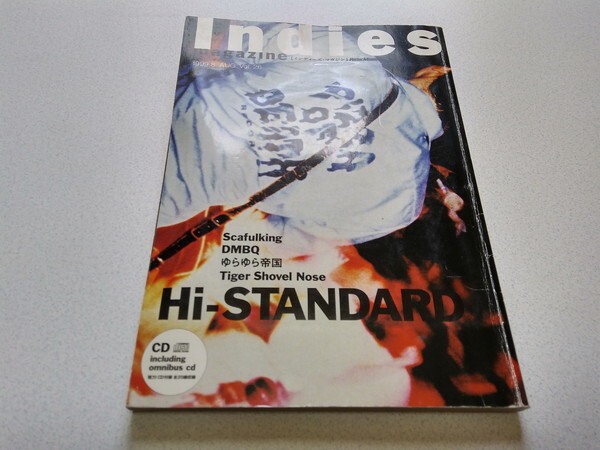 Indies
magazine
Scafulking
DMBQ
ゆらゆら帝国
Tiger Shovel Nose
Hi-STANDARD
CD
including
omnibus cd